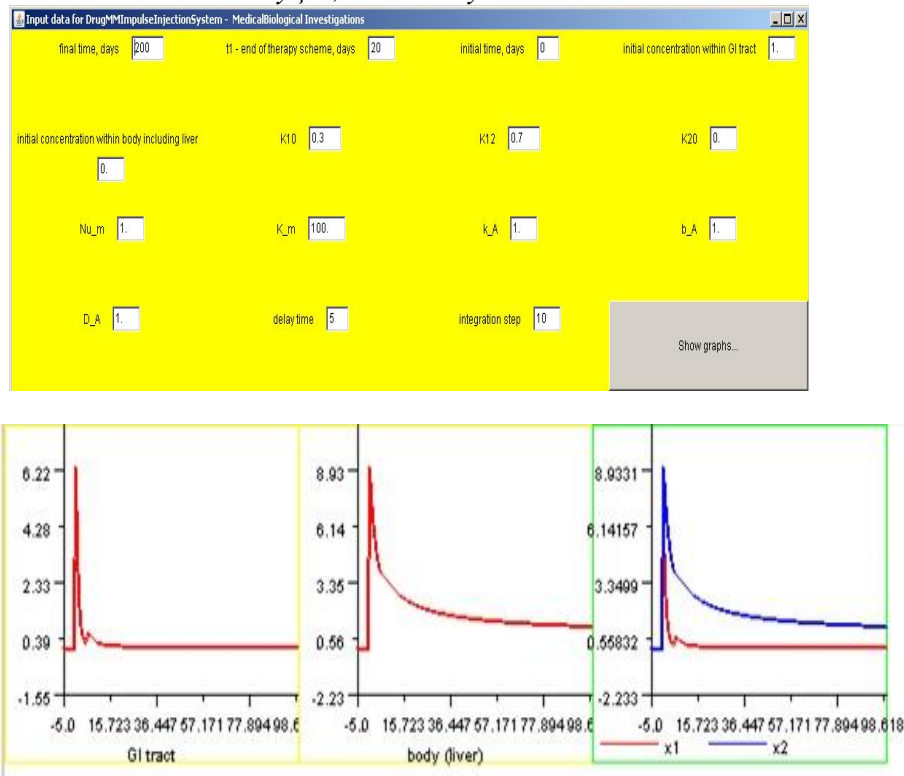 Input data for DrugMMImpulseInjectionSystem - MedicalBiological Investigations
final time, days 200 t1 - end of therapy scheme, days 20 initial time, days 0 initial concentration within GI tract 1.
initial concentration within body including liver 0. K10 0.3 K12 0.7 K20 0.
Nu_m 1. K_m 100. k_A 1. b_A 1.
D_A 1. delay time 5 integration step 10 Show graphs...
6.22
4.28
2.33
0.39
-1.55
-5.0 15.723 36.447 57.171 77.894 98.6
GI tract
8.93
6.14
3.35
0.56
-2.23
-5.0 15.723 36.447 57.171 77.894 98.6
body (liver)
8.9331
6.14157
3.3499
0.55832
-2.233
-5.0 15.723 36.447 57.171 77.894 98.618
x1 x2